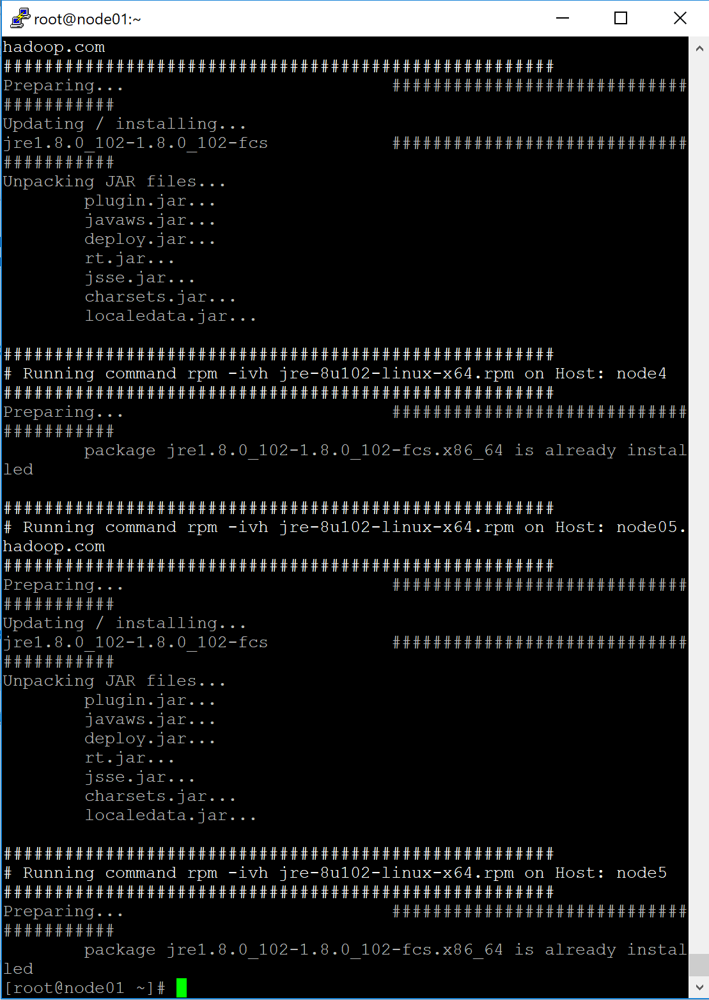 root@node01:~
hadoop.com
######################################################
Preparing...                          #############################
###########
Updating / installing...
jre1.8.0_102-1.8.0_102-fcs            #############################
###########
Unpacking JAR files...
        plugin.jar...
        javaws.jar...
        deploy.jar...
        rt.jar...
        jsse.jar...
        charsets.jar...
        localedata.jar...
######################################################
# Running command rpm -ivh jre-8u102-linux-x64.rpm on Host: node4
######################################################
Preparing...                          #############################
###########
        package jre1.8.0_102-1.8.0_102-fcs.x86_64 is already instal
led
######################################################
# Running command rpm -ivh jre-8u102-linux-x64.rpm on Host: node05.
hadoop.com
######################################################
Preparing...                          #############################
###########
Updating / installing...
jre1.8.0_102-1.8.0_102-fcs            #############################
###########
Unpacking JAR files...
        plugin.jar...
        javaws.jar...
        deploy.jar...
        rt.jar...
        jsse.jar...
        charsets.jar...
        localedata.jar...
######################################################
# Running command rpm -ivh jre-8u102-linux-x64.rpm on Host: node5
######################################################
Preparing...                          #############################
###########
        package jre1.8.0_102-1.8.0_102-fcs.x86_64 is already instal
led
[root@node01 ~]#